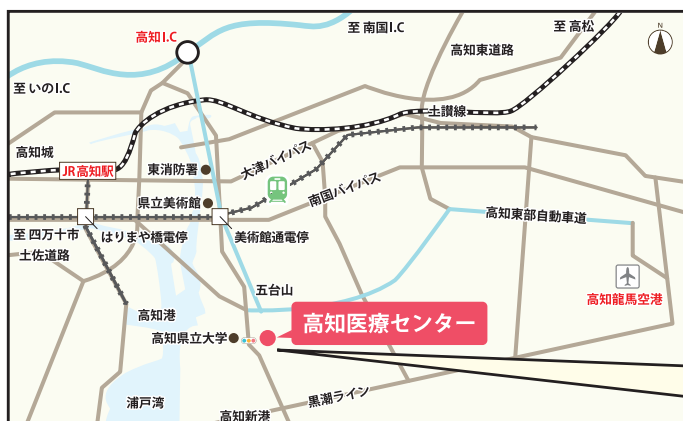 高知I.C
至 南国I.C
至 高松
N
高知東道路
至 いのI.C
土讃線
高知城
JR高知駅
東消防署
大津バイパス
県立美術館
南国バイパス
至 四万十市
はりまや橋電停
美術館通電停
高知東部自動車道
土佐道路
五台山
高知龍馬空港
高知港
高知医療センター
高知県立大学
浦戸湾
黒潮ライン
高知新港